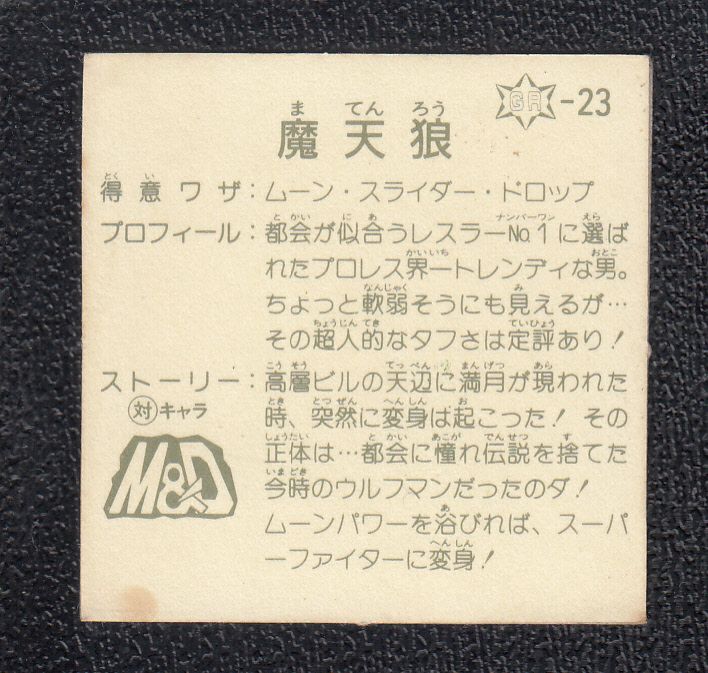 GR-23
魔天狼
得意ワザ：ムーン・スライダー・ドロップ
プロフィール：都会が似合うレスラーNo.1に選ば
れたプロレス界一トレンディな男。
ちょっと軟弱そうにも見えるが…
その超人的なタフさは定評あり！
ストーリー：高層ビルの天辺に満月が現われた
時、突然に変身は起こった！その
正体は…都会に憧れ伝説を捨てた
今時のウルフマンだったのダ！
ムーンパワーを浴びれば、スーパ
ーファイターに変身！
対キャラ
M&D